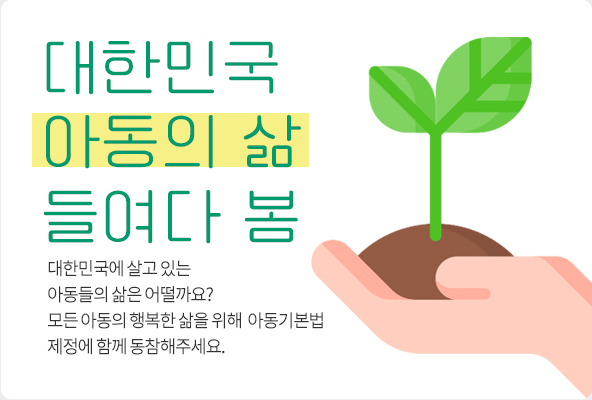 대한민국
아동의 삶
들여다 봄
대한민국에 살고 있는
아동들의 삶은 어떨까요?
모든 아동의 행복한 삶을 위해 아동기본법
제정에 함께 동참해주세요.